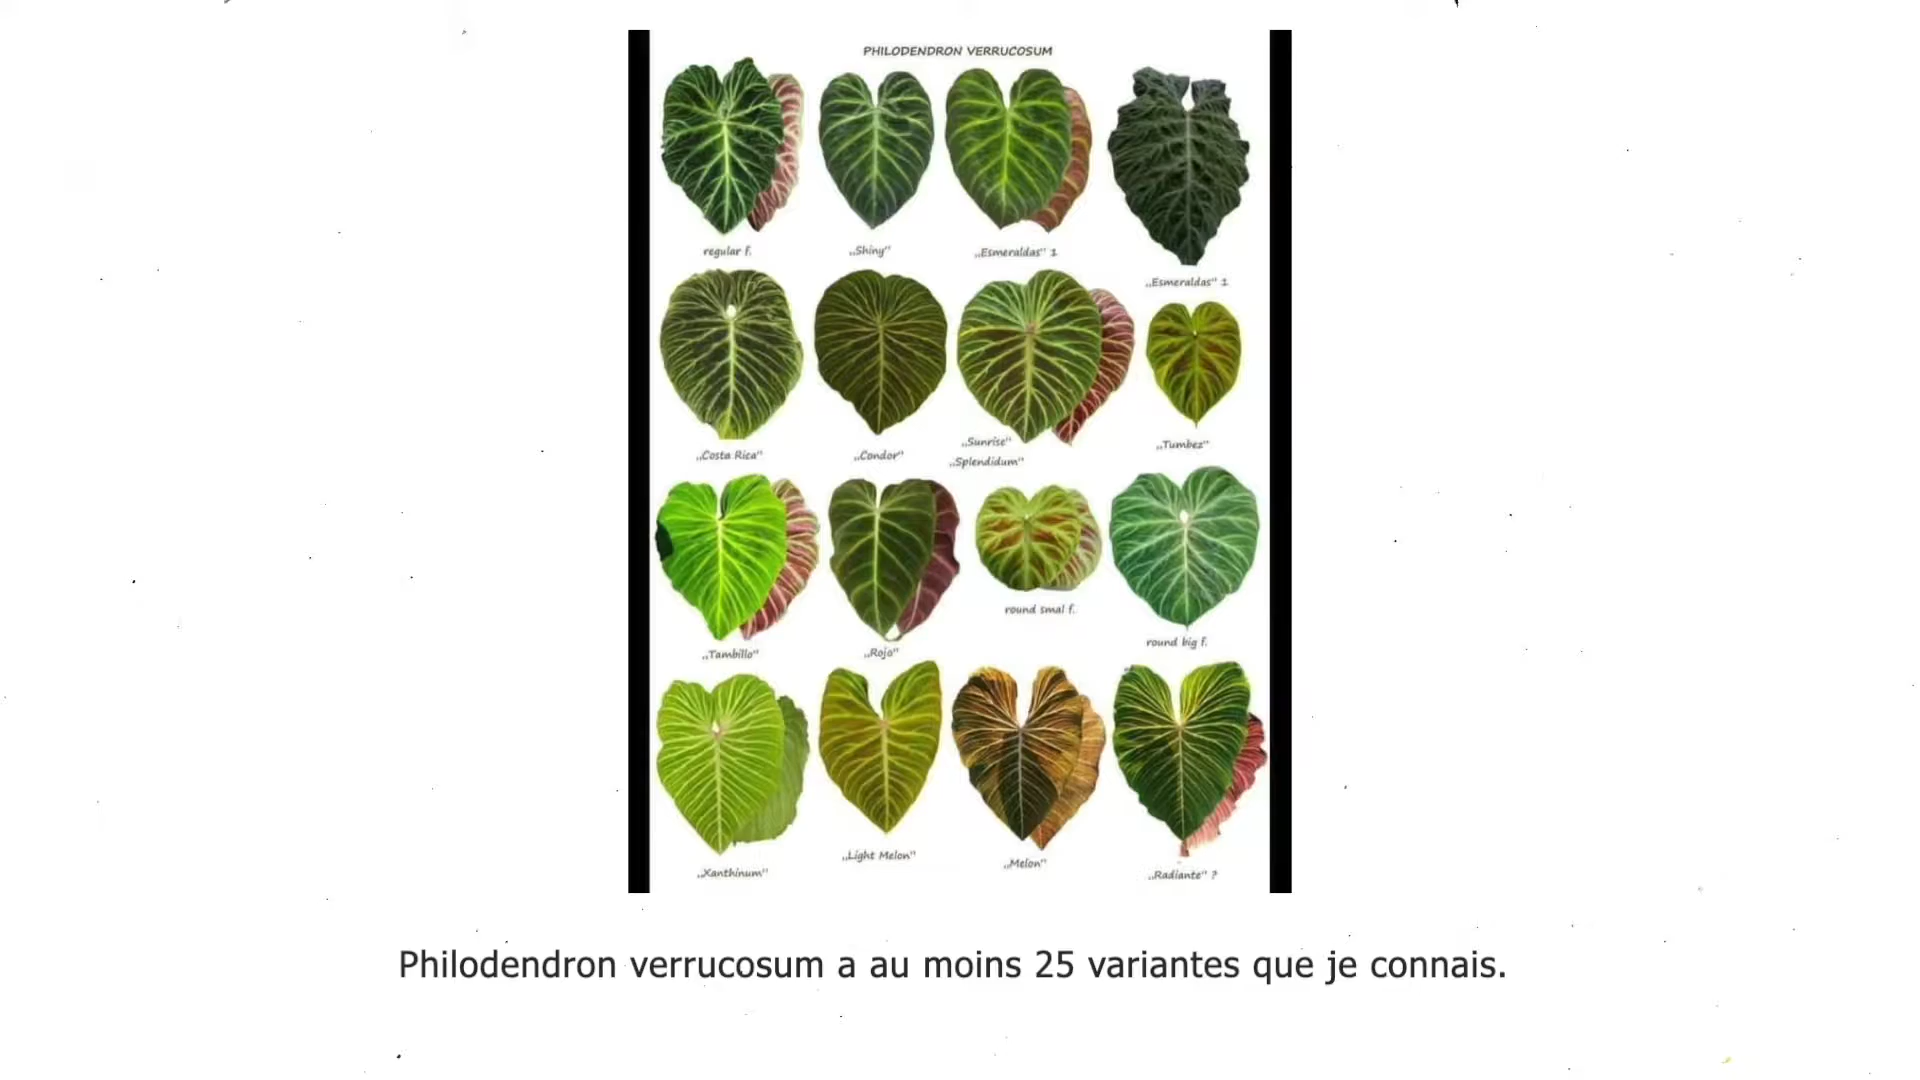 PHILODENDRON VERRUCOSUM
regular f.
„Shiny“
„Esmeraldas“ 1
„Esmeraldas“ 1
„Costa Rica“
„Condor“
„Sunrise“
„Splendidum“
„Tumbez“
„Tambillo“
„Rojo“
round smal f.
round big f.
„Xanthinum“
„Light Melon“
„Melon“
„Radiante“ ?
Philodendron verrucosum a au moins 25 variantes que je connais.